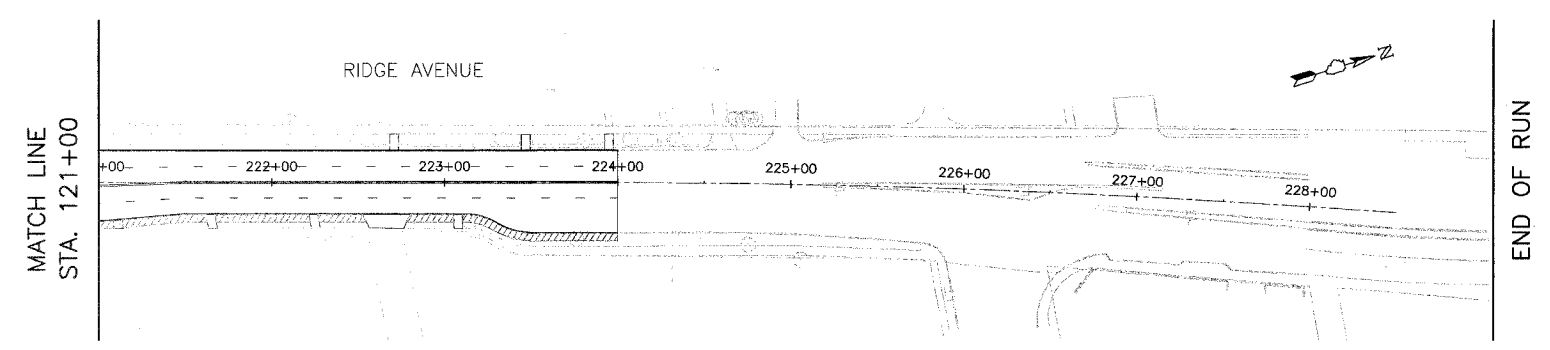 MATCH LINE
STA. 121+00
RIDGE AVENUE
N
+00 222+00 223+00 224+00 225+00 226+00 227+00 228+00
END OF RUN